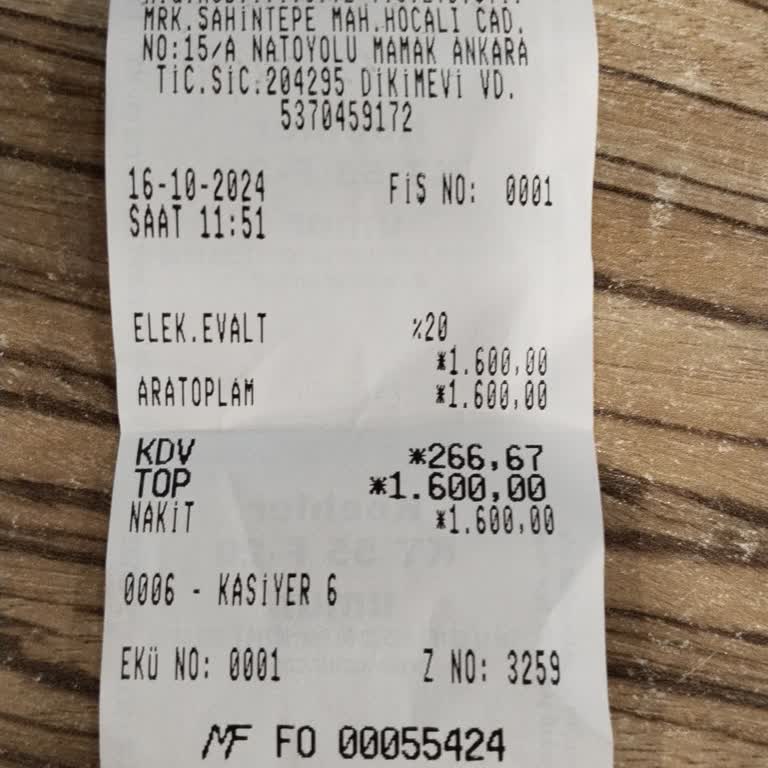 MRK.ŞAHİNTEPE MAH.HOCALI CAD.
NO:15/A NATOYOLU MAMAK ANKARA
TİC.SİC:204295 DİKİMEVİ VD.
5370459172
16-10-2024 FİŞ NO: 0001
SAAT 11:51
ELEK.EVALT %20
*1.600,00
ARATOPLAM *1.600,00
KDV *266,67
TOP *1.600,00
NAKİT *1.600,00
0006 - KASİYER 6
EKÜ NO: 0001 Z NO: 3259
MF FO 00055424